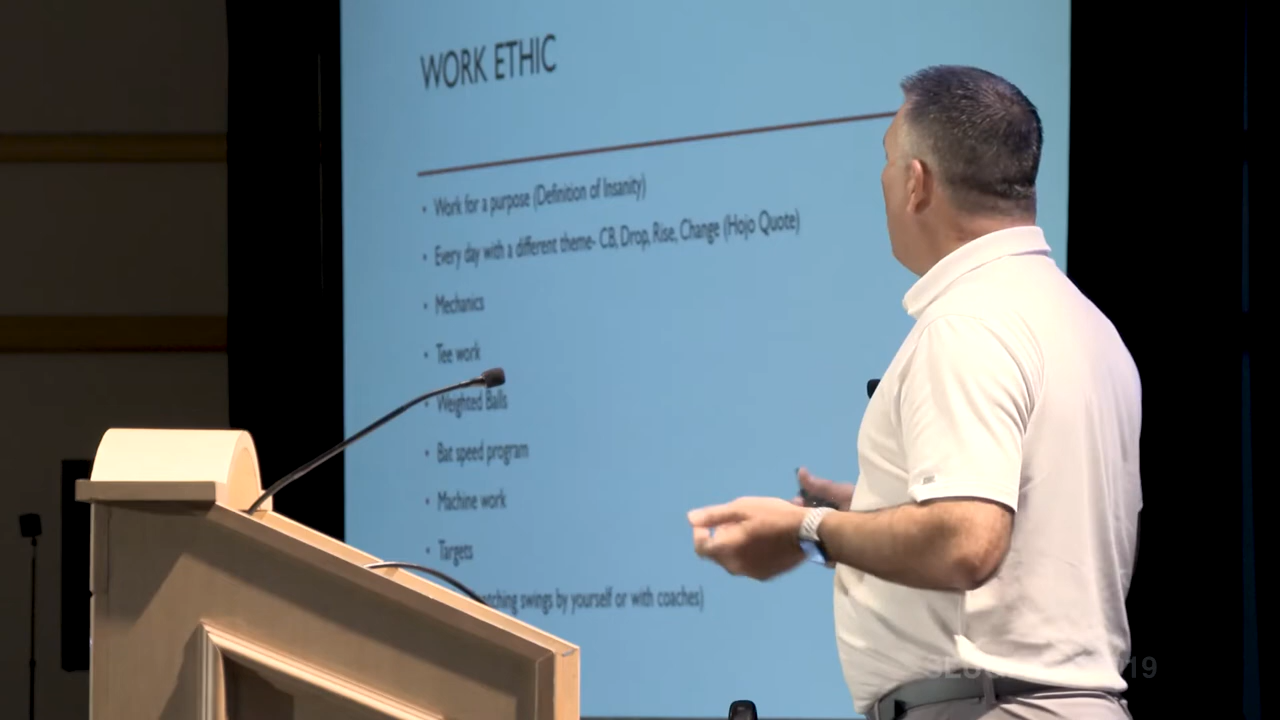 WORK ETHIC
• Work for a purpose (Definition of Insanity)
• Every day with a different theme- CB, Drop, Rise, Change (Hojo Quote)
• Mechanics
• Tee work
• Weighted Balls
• Bat speed program
• Machine work
• Targets
swings by yourself or with coaches)